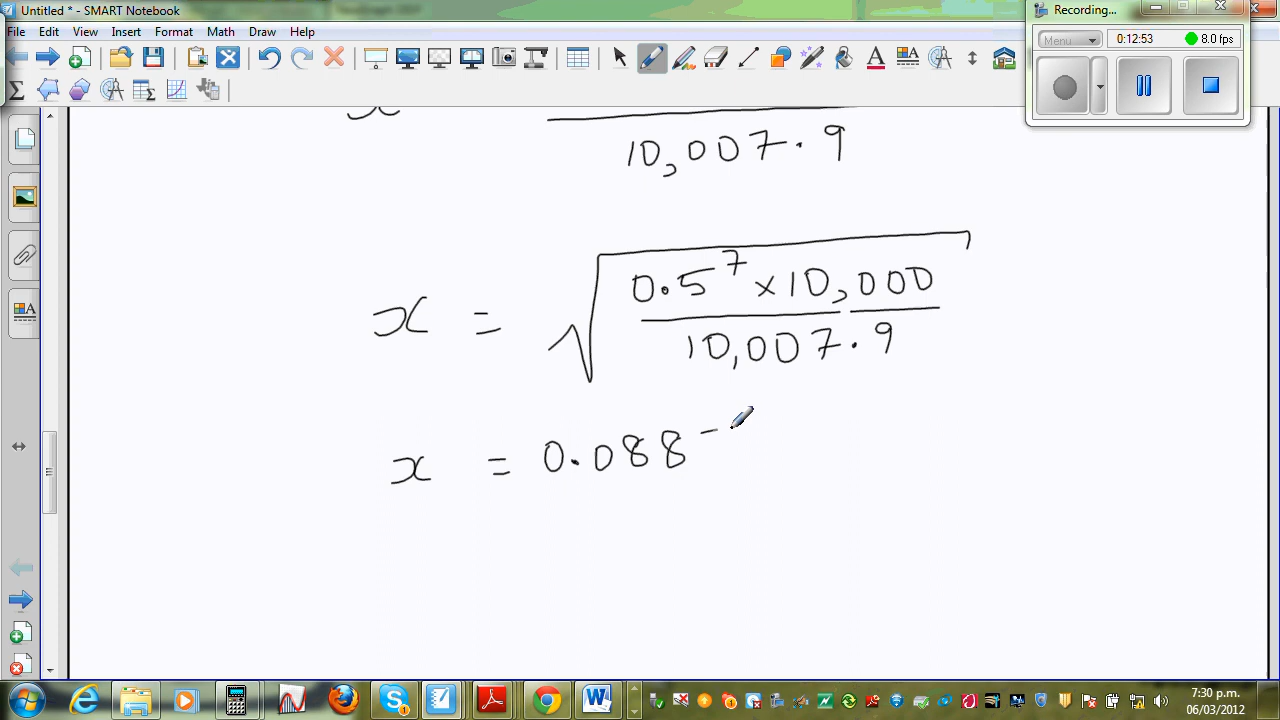 Untitled * - SMART Notebook
Recording...
File Edit View Insert Format Math Draw Help
Menu
0:12:53
8.0 fps
x
10,007.9
x = √ 0.5⁷ × 10,000
10,007.9
x = 0.088 -
7:30 p.m.
06/03/2012